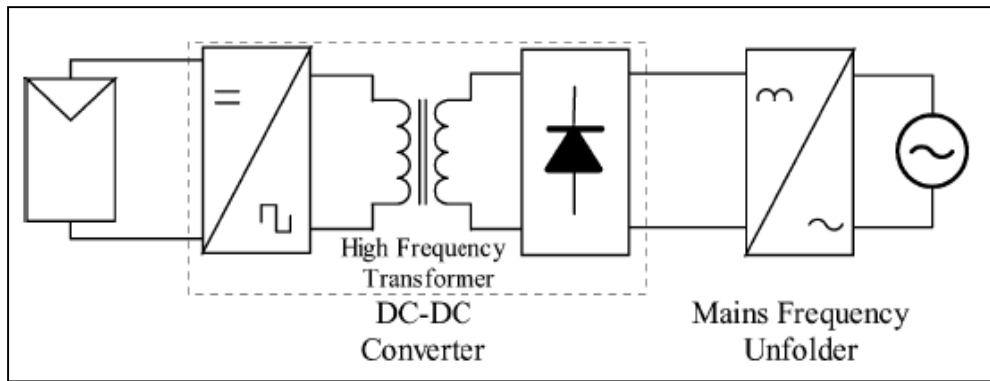 High Frequency
Transformer
DC-DC
Converter
Mains Frequency
Unfolder